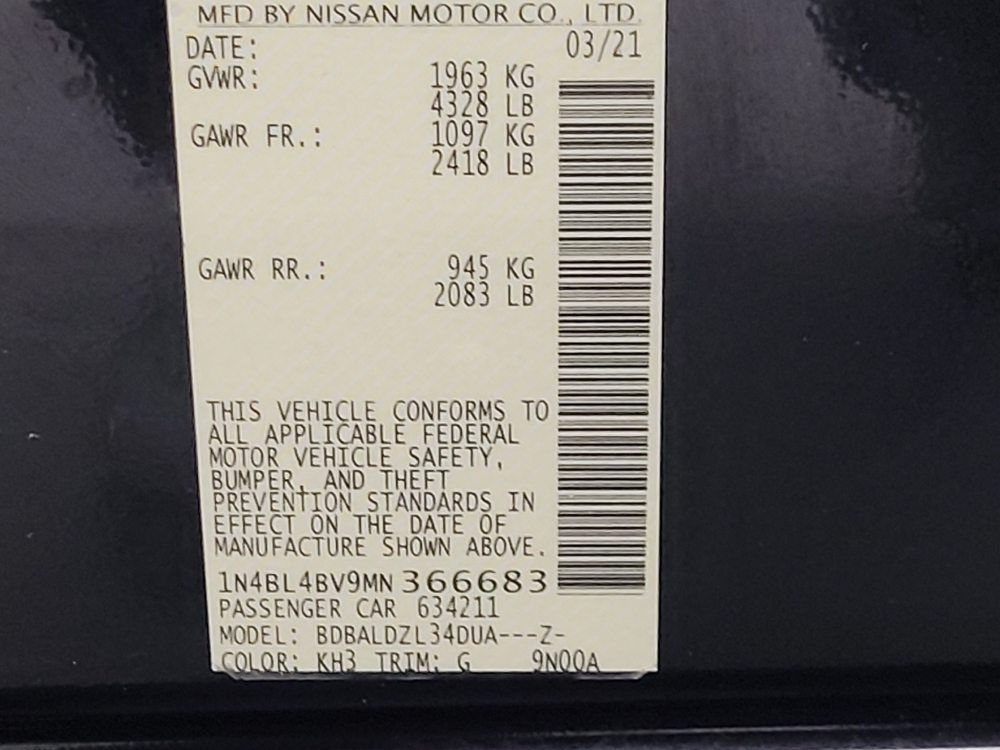 MFD BY NISSAN MOTOR CO., LTD.
DATE: 03/21
GVWR: 1963 KG
4328 LB
GAWR FR.: 1097 KG
2418 LB
GAWR RR.: 945 KG
2083 LB
THIS VEHICLE CONFORMS TO
ALL APPLICABLE FEDERAL
MOTOR VEHICLE SAFETY,
BUMPER, AND THEFT
PREVENTION STANDARDS IN
EFFECT ON THE DATE OF
MANUFACTURE SHOWN ABOVE.
1N4BL4BV9MN366683
PASSENGER CAR 634211
MODEL: BDBALDZL34DUA---Z-
COLOR: KH3 TRIM: G 9N00A